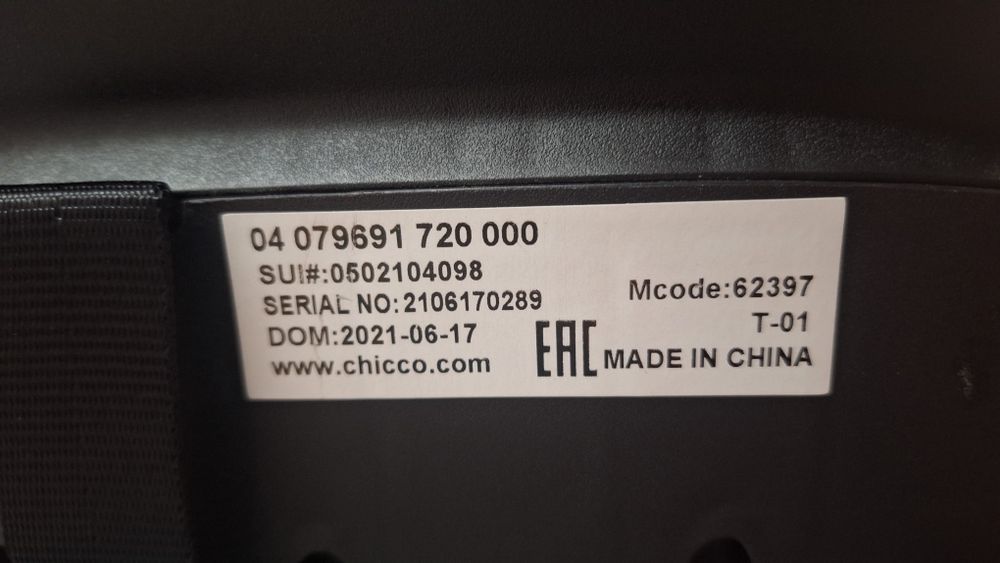 04 079691 720 000
SUI#:0502104098
SERIAL NO:2106170289
DOM:2021-06-17
www.chicco.com
Mcode:62397
T-01
EAC MADE IN CHINA